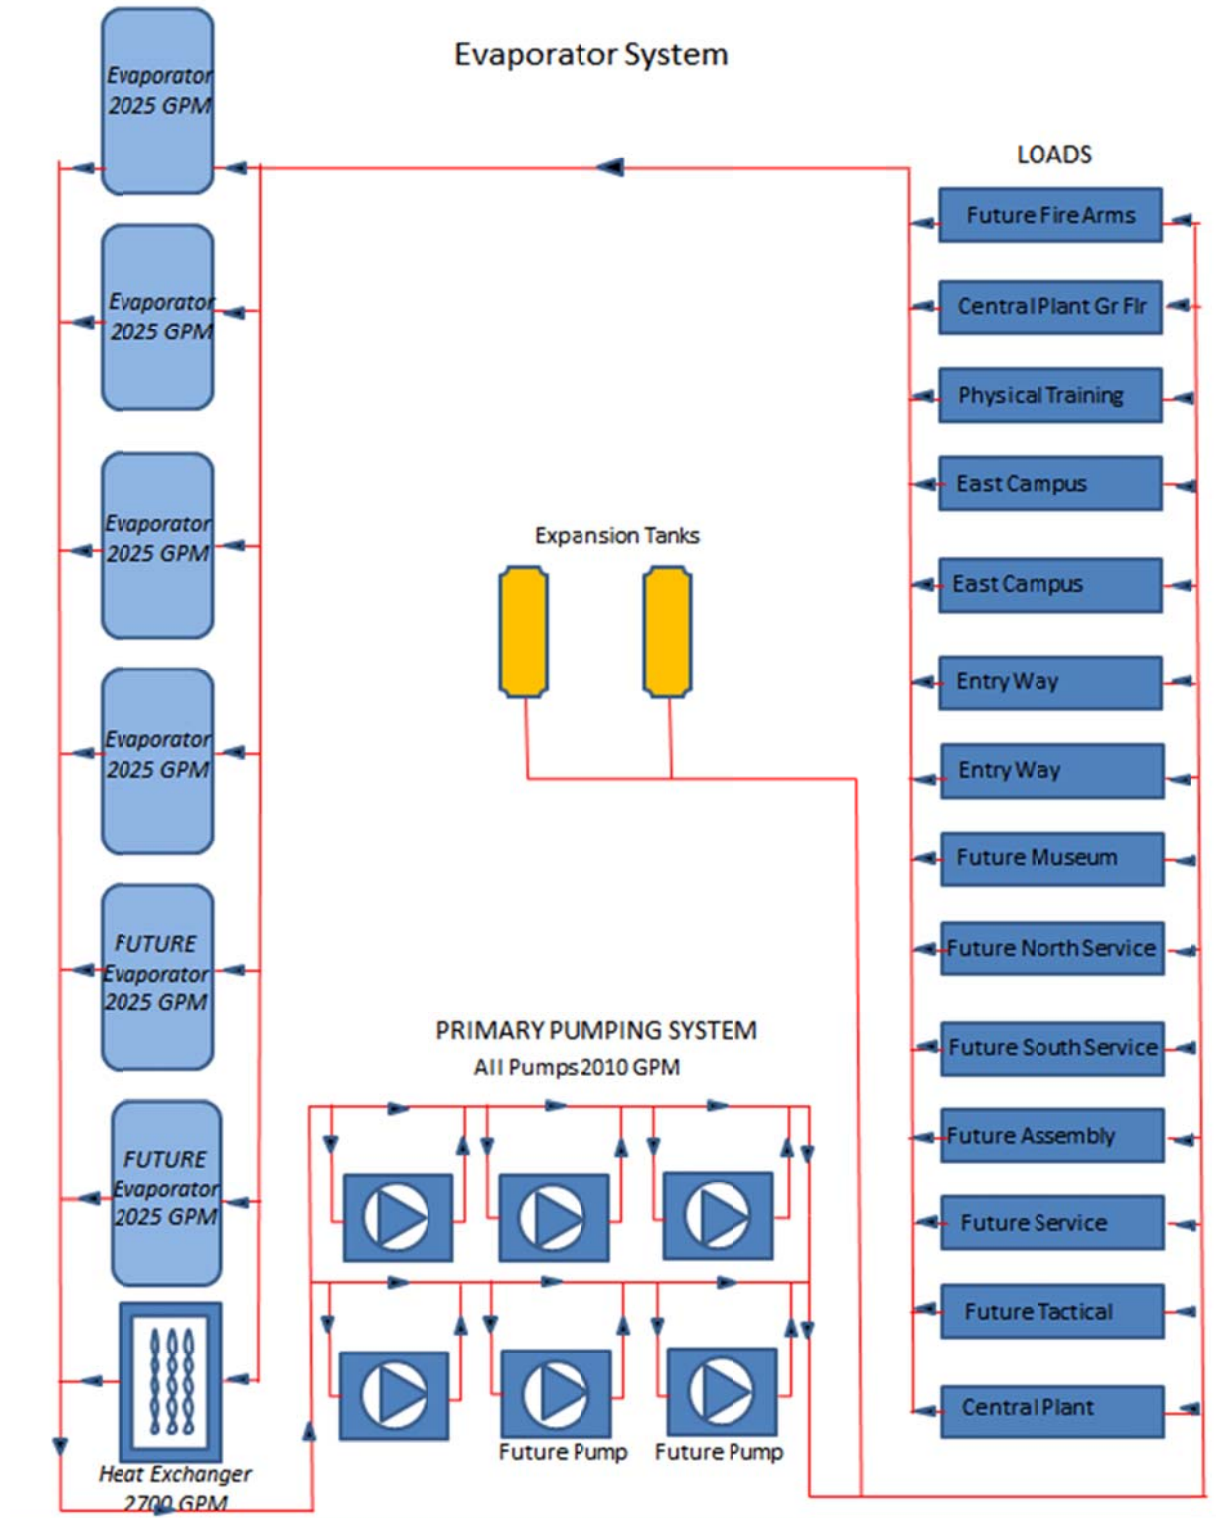 Evaporator System
Evaporator
2025 GPM
Evaporator
2025 GPM
Evaporator
2025 GPM
Evaporator
2025 GPM
FUTURE
Evaporator
2025 GPM
FUTURE
Evaporator
2025 GPM
Heat Exchanger
2700 GPM
Expansion Tanks
PRIMARY PUMPING SYSTEM
All Pumps2010 GPM
Future Pump
Future Pump
LOADS
Future Fire Arms
Central Plant Gr Flr
Physical Training
East Campus
East Campus
Entry Way
Entry Way
Future Museum
Future North Service
Future South Service
Future Assembly
Future Service
Future Tactical
Central Plant